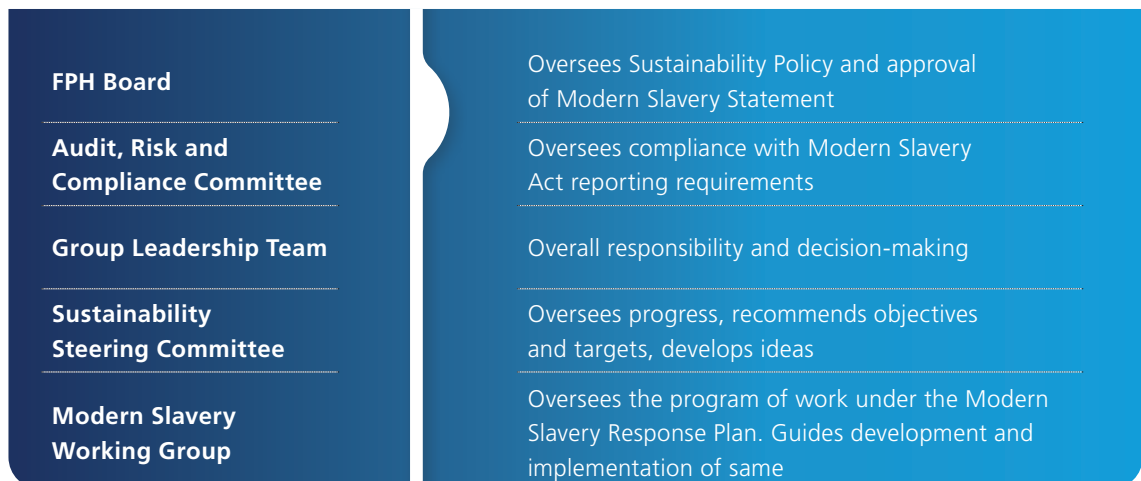 FPH Board
Oversees Sustainability Policy and approval
of Modern Slavery Statement
Audit, Risk and
Compliance Committee
Oversees compliance with Modern Slavery
Act reporting requirements
Group Leadership Team
Overall responsibility and decision-making
Sustainability
Steering Committee
Oversees progress, recommends objectives
and targets, develops ideas
Modern Slavery
Working Group
Oversees the program of work under the Modern
Slavery Response Plan. Guides development and
implementation of same